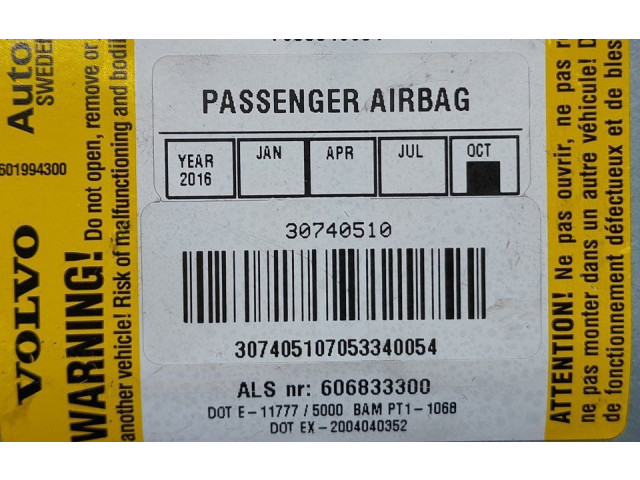 PASSENGER AIRBAG
YEAR 2016 JAN APR JUL OCT
30740510
307405107053340054
ALS nr: 606833300
DOT E-11777 / 5000 BAM PT1-1068
DOT EX-2004040352
Auto
SWEDEN
601994300
VOLVO
WARNING! Do not open, remove or
another vehicle! Risk of malfunctioning and bodil
ATTENTION! Ne pas ouvrir, ne pas r
ne pas monter dans un autre véhicule! D
de fonctionnement défectueux et de bles